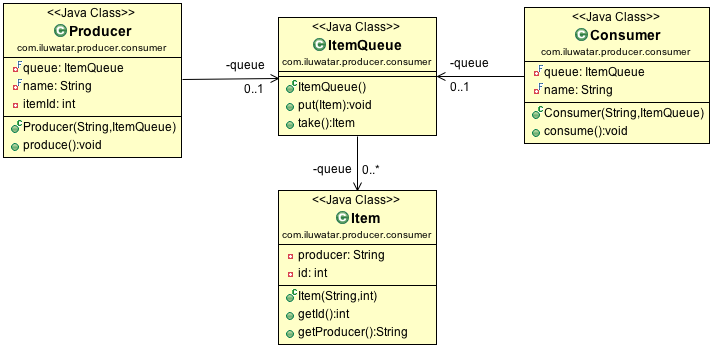 <<Java Class>>
Producer
com.iluwatar.producer.consumer
queue: ItemQueue
name: String
itemId: int
Producer(String,ItemQueue)
produce():void
-queue
0..1
<<Java Class>>
ItemQueue
com.iluwatar.producer.consumer
ItemQueue()
put(Item):void
take():Item
-queue
0..1
<<Java Class>>
Consumer
com.iluwatar.producer.consumer
queue: ItemQueue
name: String
Consumer(String,ItemQueue)
consume():void
-queue
0..*
<<Java Class>>
Item
com.iluwatar.producer.consumer
producer: String
id: int
Item(String,int)
getId():int
getProducer():String